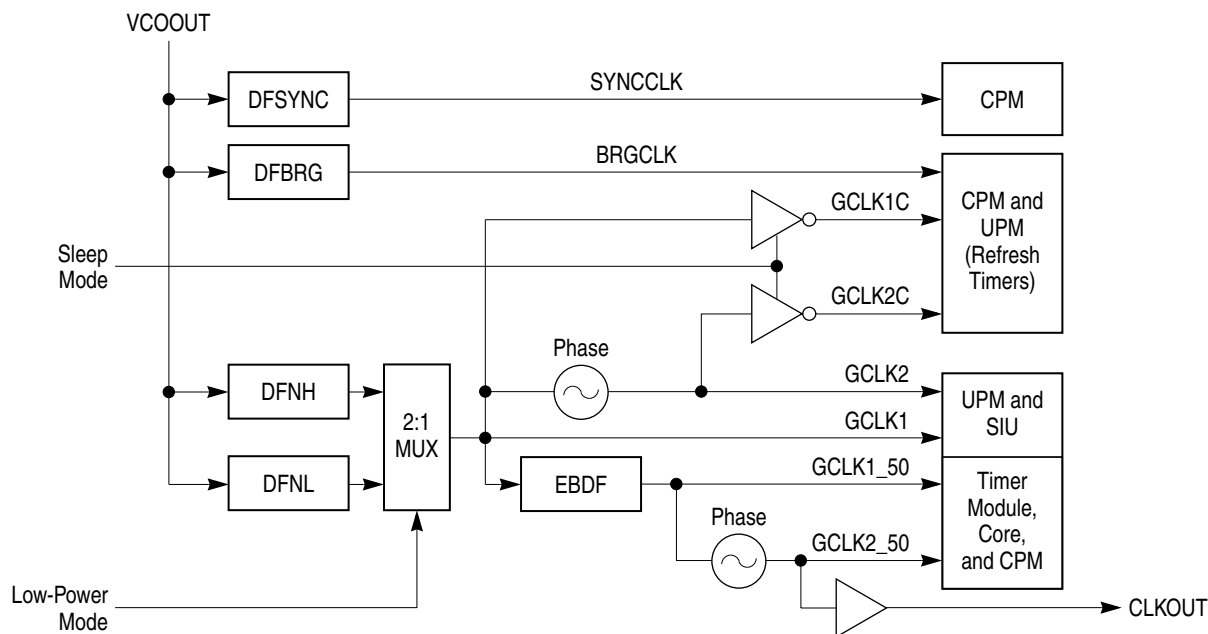 VCOOUT
DFSYNC
SYNCCLK
CPM
DFBRG
BRGCLK
CPM and
UPM
(Refresh
Timers)
GCLK1C
Sleep
Mode
GCLK2C
Phase
DFNH
2:1
MUX
GCLK2
UPM and
SIU
GCLK1
DFNL
EBDF
GCLK1_50
Timer
Module,
Core,
and CPM
Phase
GCLK2_50
Low-Power
Mode
CLKOUT